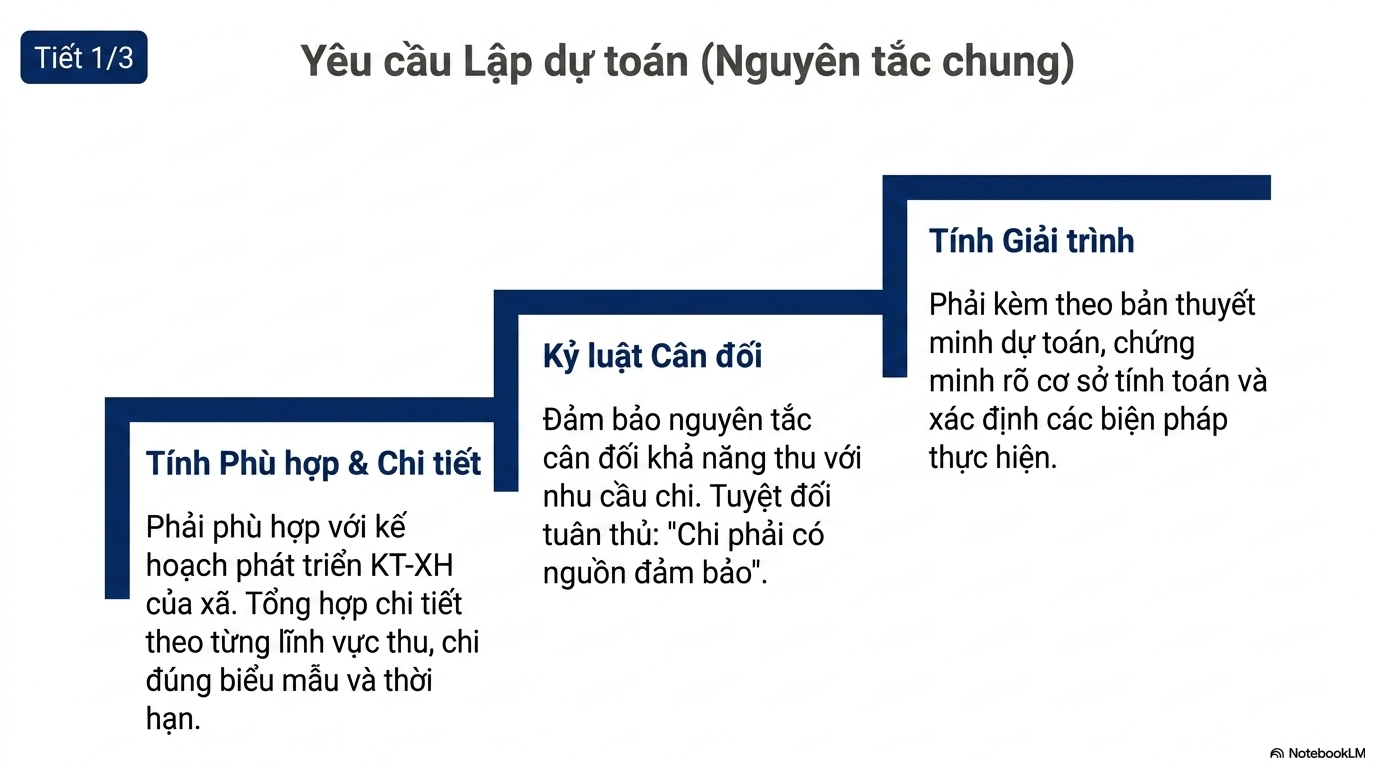 Tiết 1/3
Yêu cầu Lập dự toán (Nguyên tắc chung)
Tính Phù hợp & Chi tiết
Phải phù hợp với kế
hoạch phát triển KT-XH
của xã. Tổng hợp chi tiết
theo từng lĩnh vực thu, chi
đúng biểu mẫu và thời
hạn.
Kỷ luật Cân đối
Đảm bảo nguyên tắc
cân đối khả năng thu với
nhu cầu chi. Tuyệt đối
tuân thủ: "Chi phải có
nguồn đảm bảo".
Tính Giải trình
Phải kèm theo bản thuyết
minh dự toán, chứng
minh rõ cơ sở tính toán và
xác định các biện pháp
thực hiện.
NotebookLM